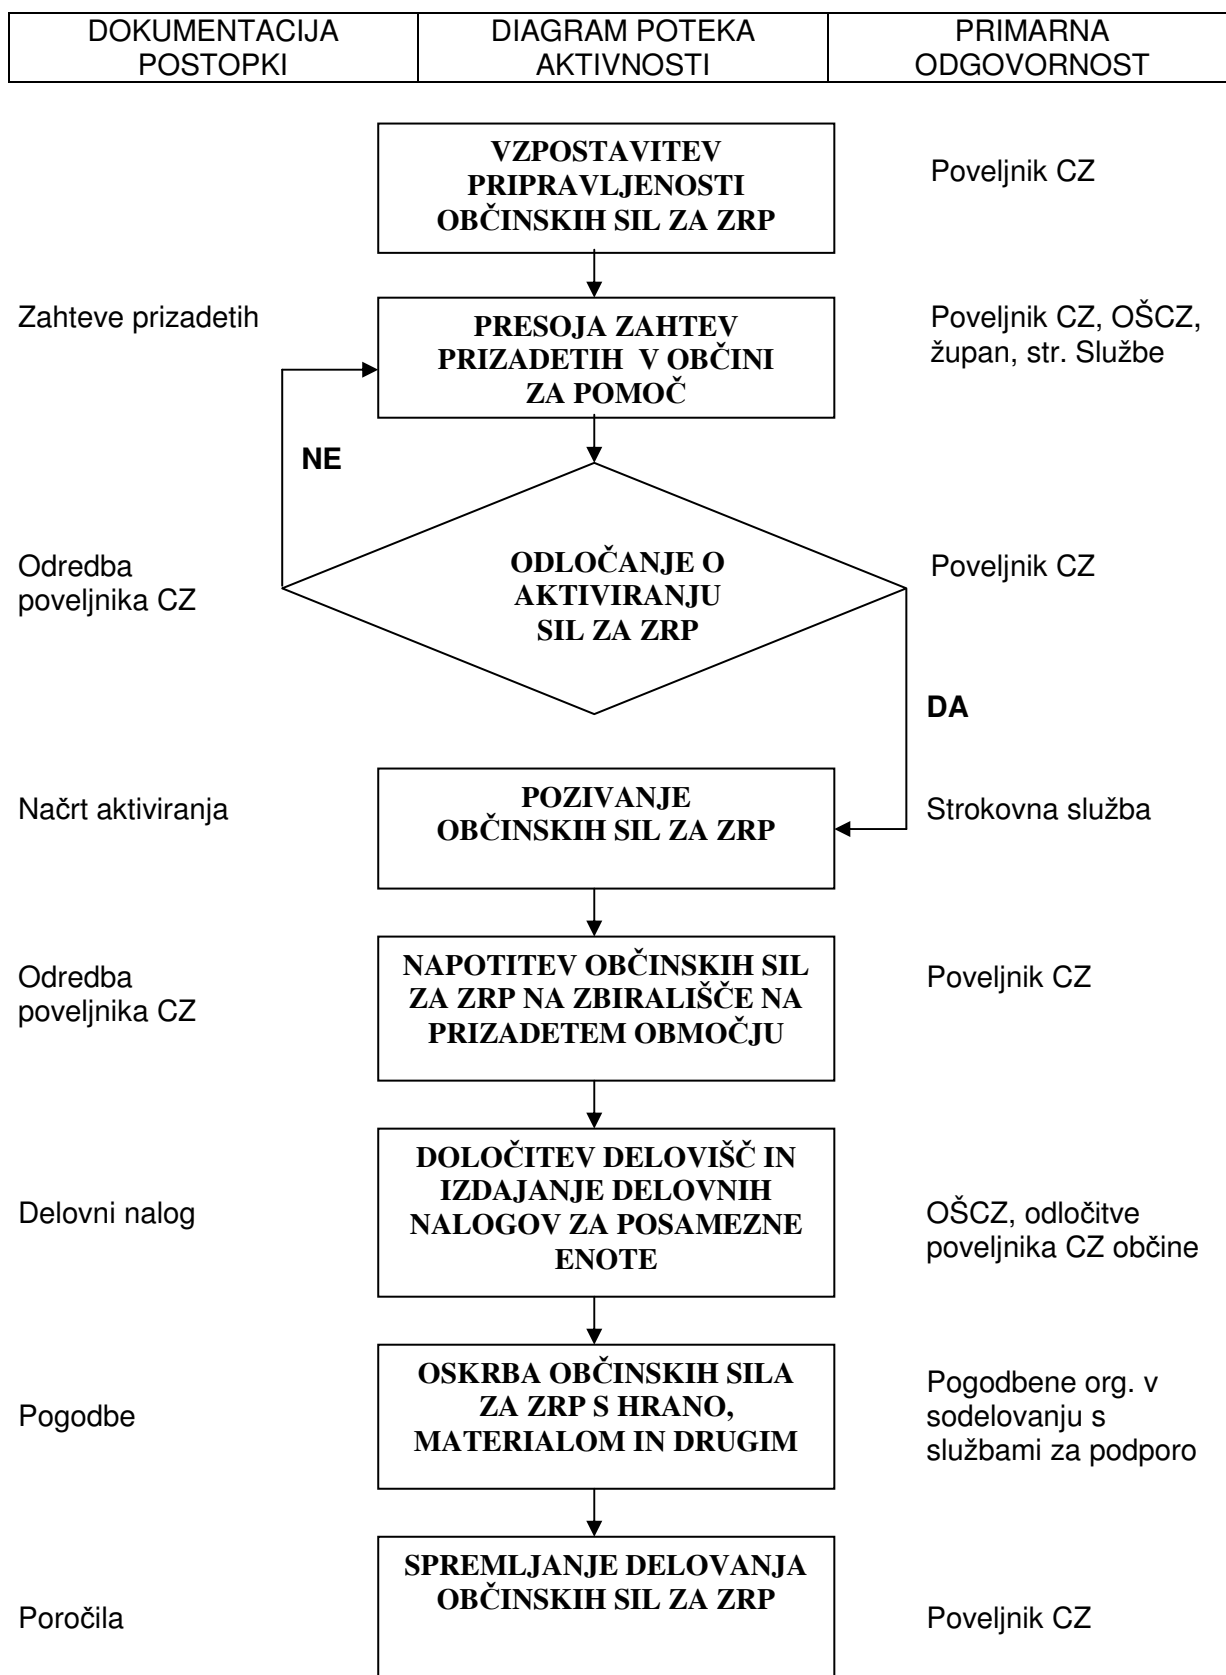 DOKUMENTACIJA
POSTOPKI
DIAGRAM POTEKA
AKTIVNOSTI
PRIMARNA
ODGOVORNOST
VZPOSTAVITEV
PRIPRAVLJENOSTI
OBČINSKIH SIL ZA ZRP
Poveljnik CZ
Zahteve prizadetih
PRESOJA ZAHTEV
PRIZADETIH V OBČINI
ZA POMOČ
Poveljnik CZ, OŠCZ,
župan, str. Službe
NE
Odredba
poveljnika CZ
ODLOČANJE O
AKTIVIRANJU
SIL ZA ZRP
Poveljnik CZ
DA
Načrt aktiviranja
POZIVANJE
OBČINSKIH SIL ZA ZRP
Strokovna služba
Odredba
poveljnika CZ
NAPOTITEV OBČINSKIH SIL
ZA ZRP NA ZBIRALIŠČE NA
PRIZADETEM OBMOČJU
Poveljnik CZ
Delovni nalog
DOLOČITEV DELOVIŠČ IN
IZDAJANJE DELOVNIH
NALOGOV ZA POSAMEZNE
ENOTE
OŠCZ, odločitve
poveljnika CZ občine
Pogodbe
OSKRBA OBČINSKIH SILA
ZA ZRP S HRANO,
MATERIALOM IN DRUGIM
Pogodbene org. v
sodelovanju s
službami za podporo
Poročila
SPREMLJANJE DELOVANJA
OBČINSKIH SIL ZA ZRP
Poveljnik CZ